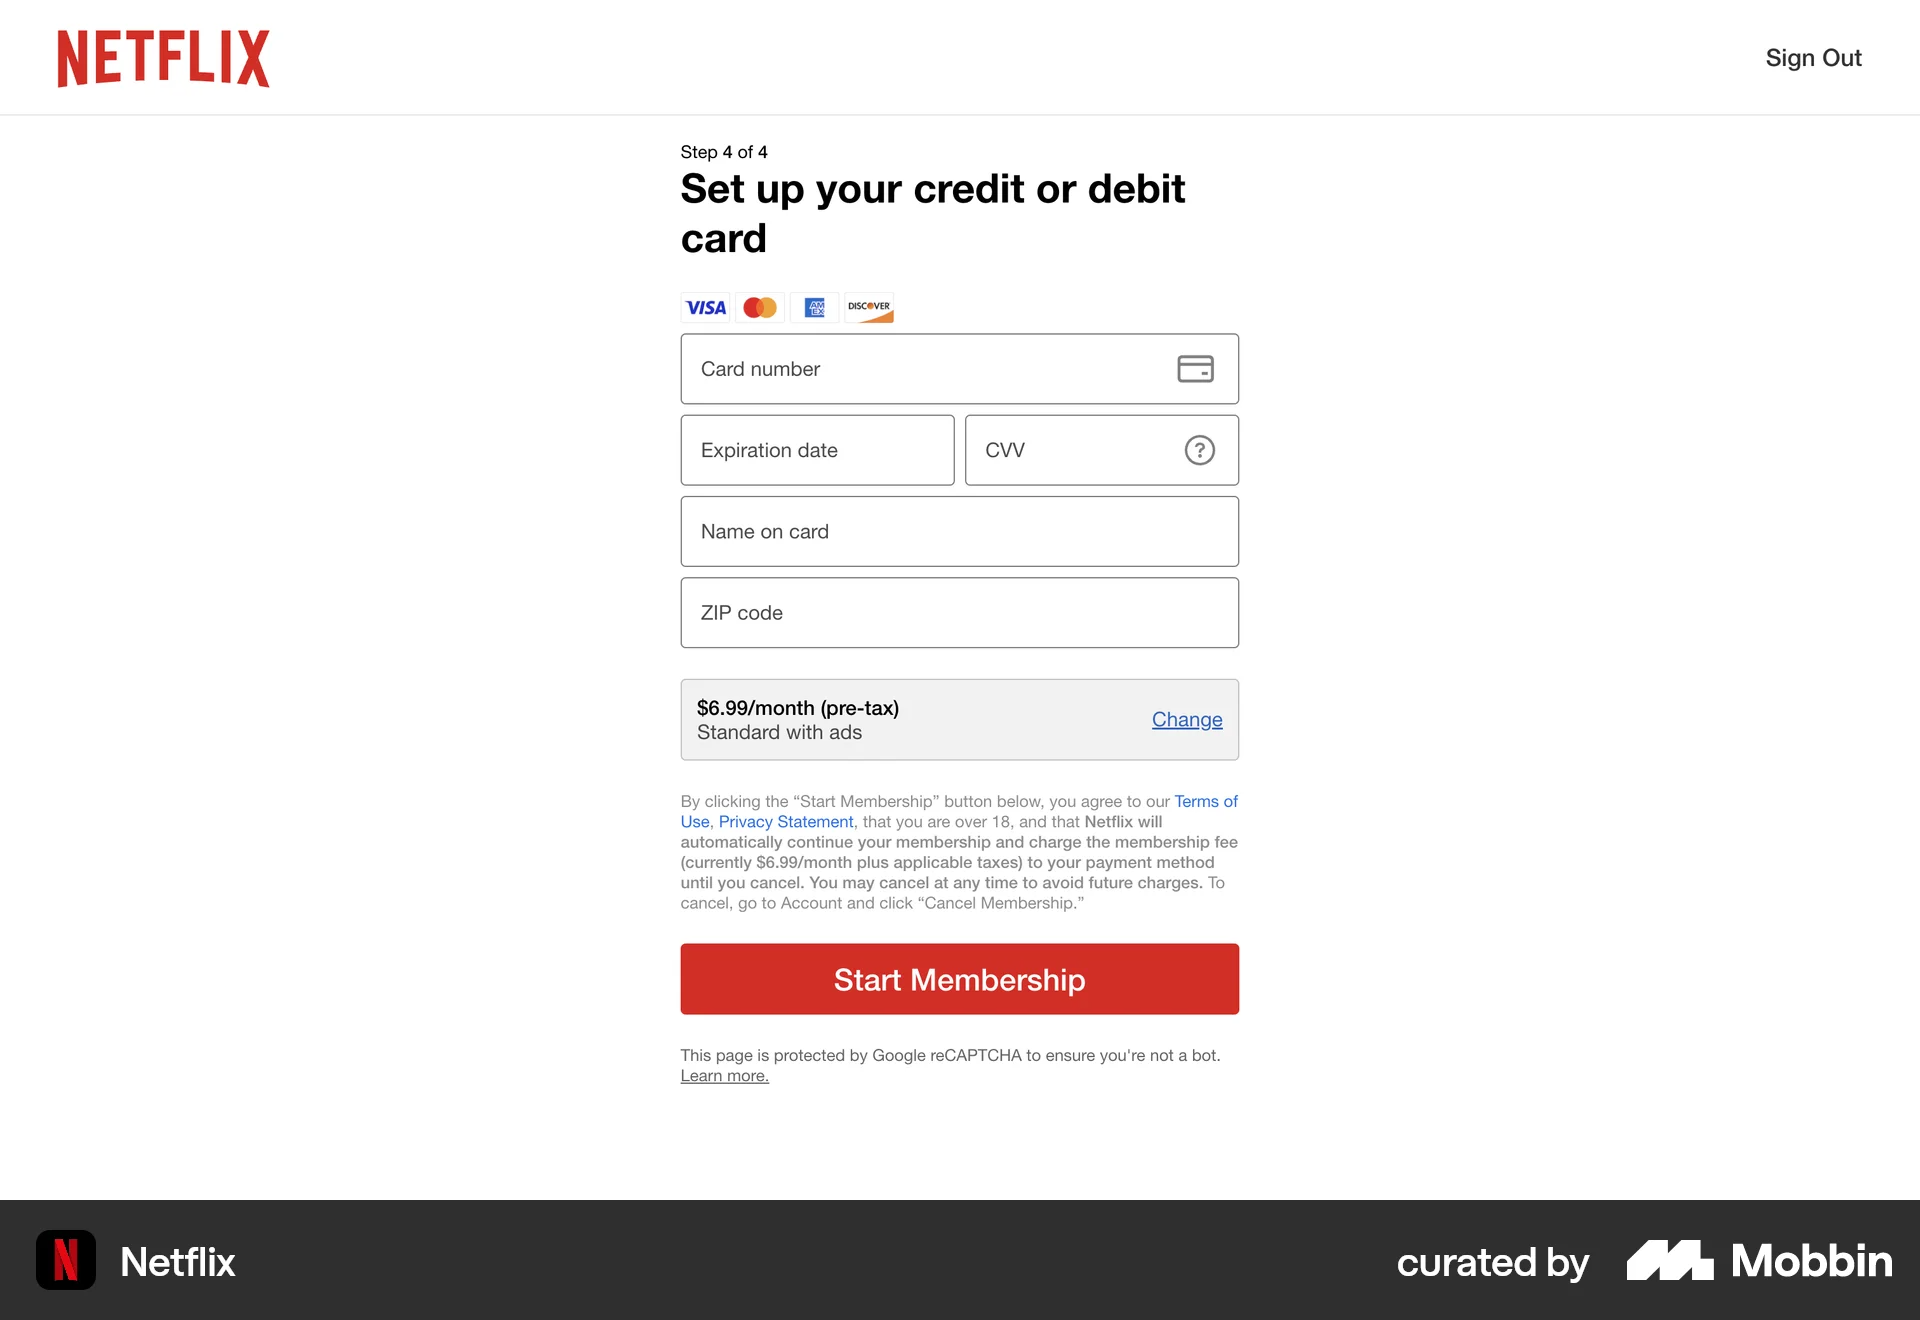 NETFLIX
Sign Out
Step 4 of 4
Set up your credit or debit
card
VISA
AM
EX
DISCOVER
Card number
Expiration date
CVV
?
Name on card
ZIP code
$6.99/month (pre-tax)
Standard with ads
Change
By clicking the “Start Membership” button below, you agree to our Terms of
Use, Privacy Statement, that you are over 18, and that Netflix will
automatically continue your membership and charge the membership fee
(currently $6.99/month plus applicable taxes) to your payment method
until you cancel. You may cancel at any time to avoid future charges. To
cancel, go to Account and click “Cancel Membership.”
Start Membership
This page is protected by Google reCAPTCHA to ensure you're not a bot.
Learn more.
N
Netflix
curated by
Mobbin